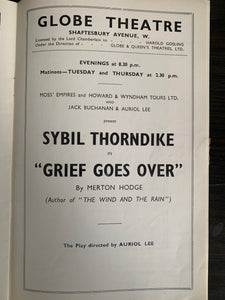 GLOBE THEATRE
SHAFTESBURY AVENUE, W.
Licensed by the Lord Chamberlain to . . . HAROLD GOSLING
Under the Direction of . . . GLOBE & QUEEN'S THEATRES, LTD.
EVENINGS at 8.30 p.m.
Matinees—TUESDAY and THURSDAY at 2.30 p.m.
MOSS' EMPIRES and HOWARD & WYNDHAM TOURS LTD.
and
JACK BUCHANAN & AURIOL LEE
present
SYBIL THORNDIKE
IN
"GRIEF GOES OVER"
By MERTON HODGE
(Author of "THE WIND AND THE RAIN")
The Play directed by AURIOL LEE